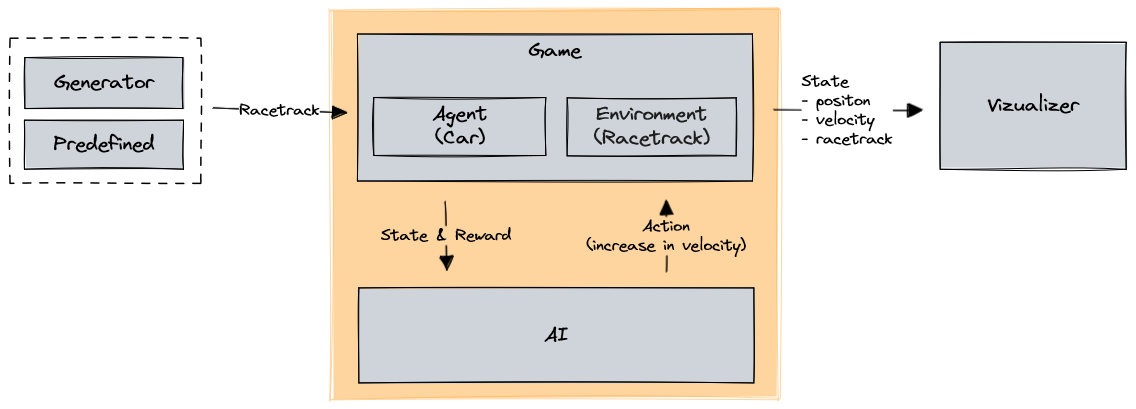 Generator
Predefined
Racetrack
Game
Agent
(Car)
Environment
(Racetrack)
State & Reward
Action
(increase in velocity)
AI
State
- positon
- velocity
- racetrack
Vizualizer